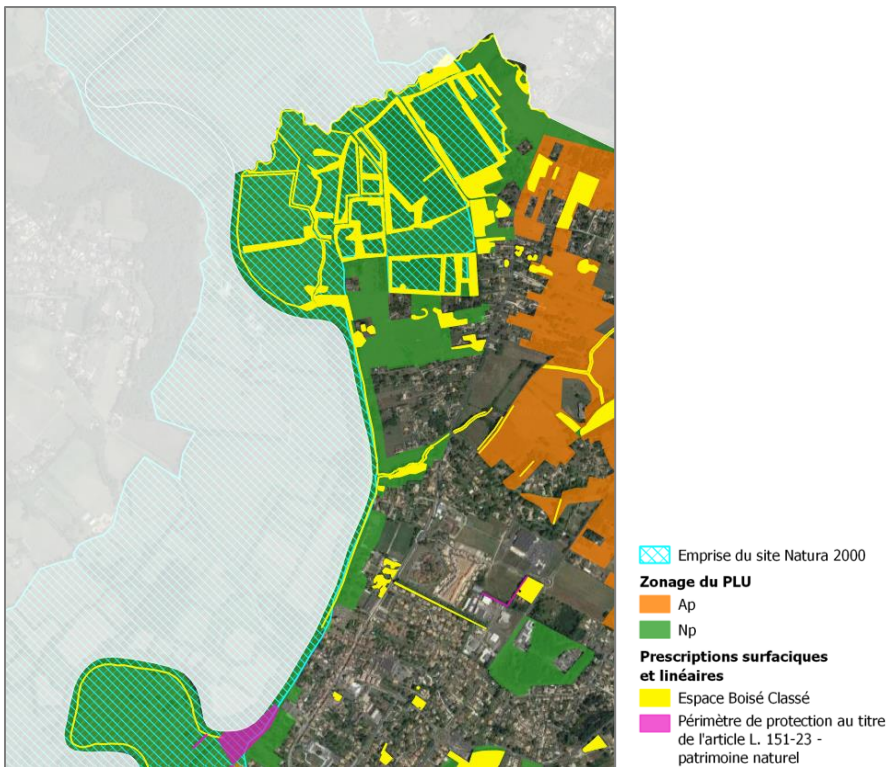 Emprise du site Natura 2000
Zonage du PLU
Ap
Np
Prescriptions surfaciques
et linéaires
Espace Boisé Classé
Périmètre de protection au titre
de l'article L. 151-23 -
patrimoine naturel